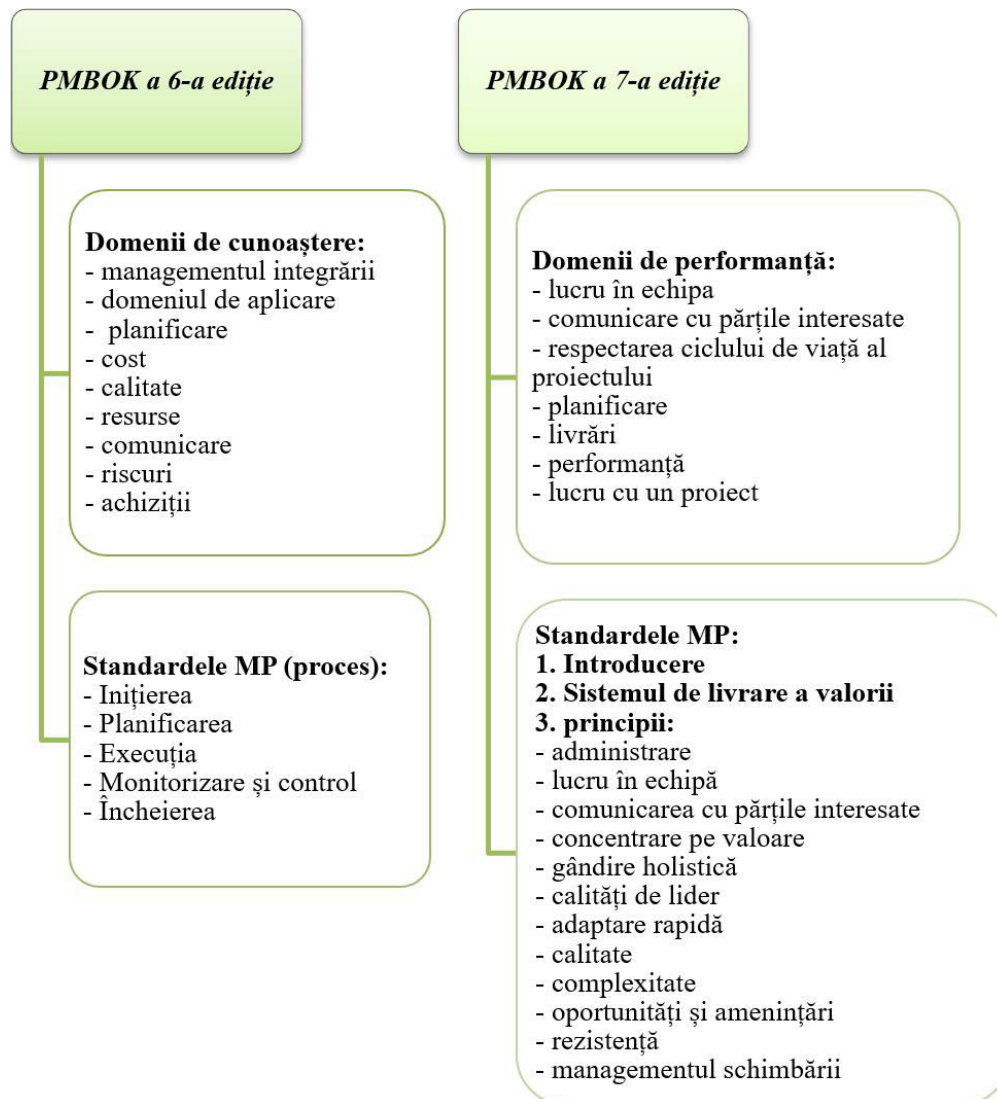 PMBOK a 6-a ediție
Domenii de cunoaștere:
- managementul integrării
- domeniul de aplicare
- planificare
- cost
- calitate
- resurse
- comunicare
- riscuri
- achiziții
Standardele MP (proces):
- Inițierea
- Planificarea
- Execuția
- Monitorizare și control
- Încheierea
PMBOK a 7-a ediție
Domenii de performanță:
- lucru în echipa
- comunicare cu părțile interesate
- respectarea ciclului de viață al
proiectului
- planificare
- livrări
- performanță
- lucru cu un proiect
Standardele MP:
1. Introducere
2. Sistemul de livrare a valorii
3. principii:
- administrare
- lucru în echipă
- comunicarea cu părțile interesate
- concentrare pe valoare
- gândire holistică
- calități de lider
- adaptare rapidă
- calitate
- complexitate
- oportunități și amenințări
- rezistență
- managementul schimbării